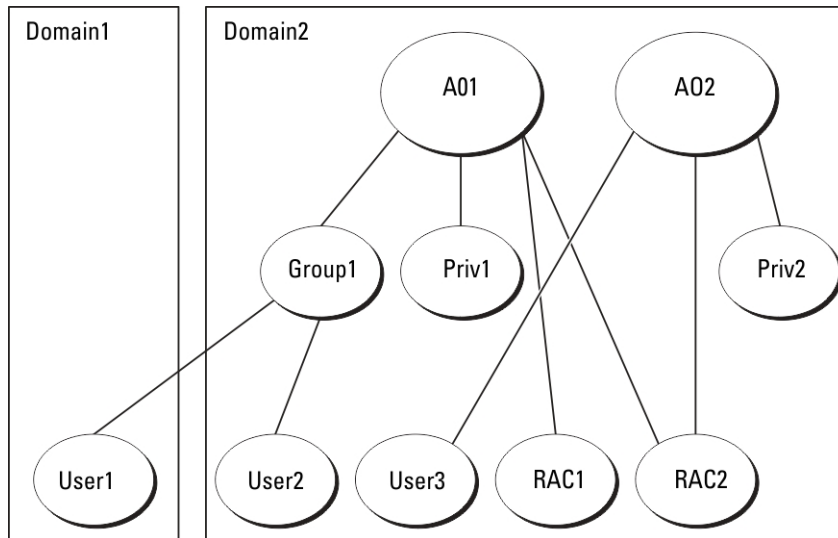 Domain1
Domain2
A01
AO2
Group1
Priv1
Priv2
User1
User2
User3
RAC1
RAC2